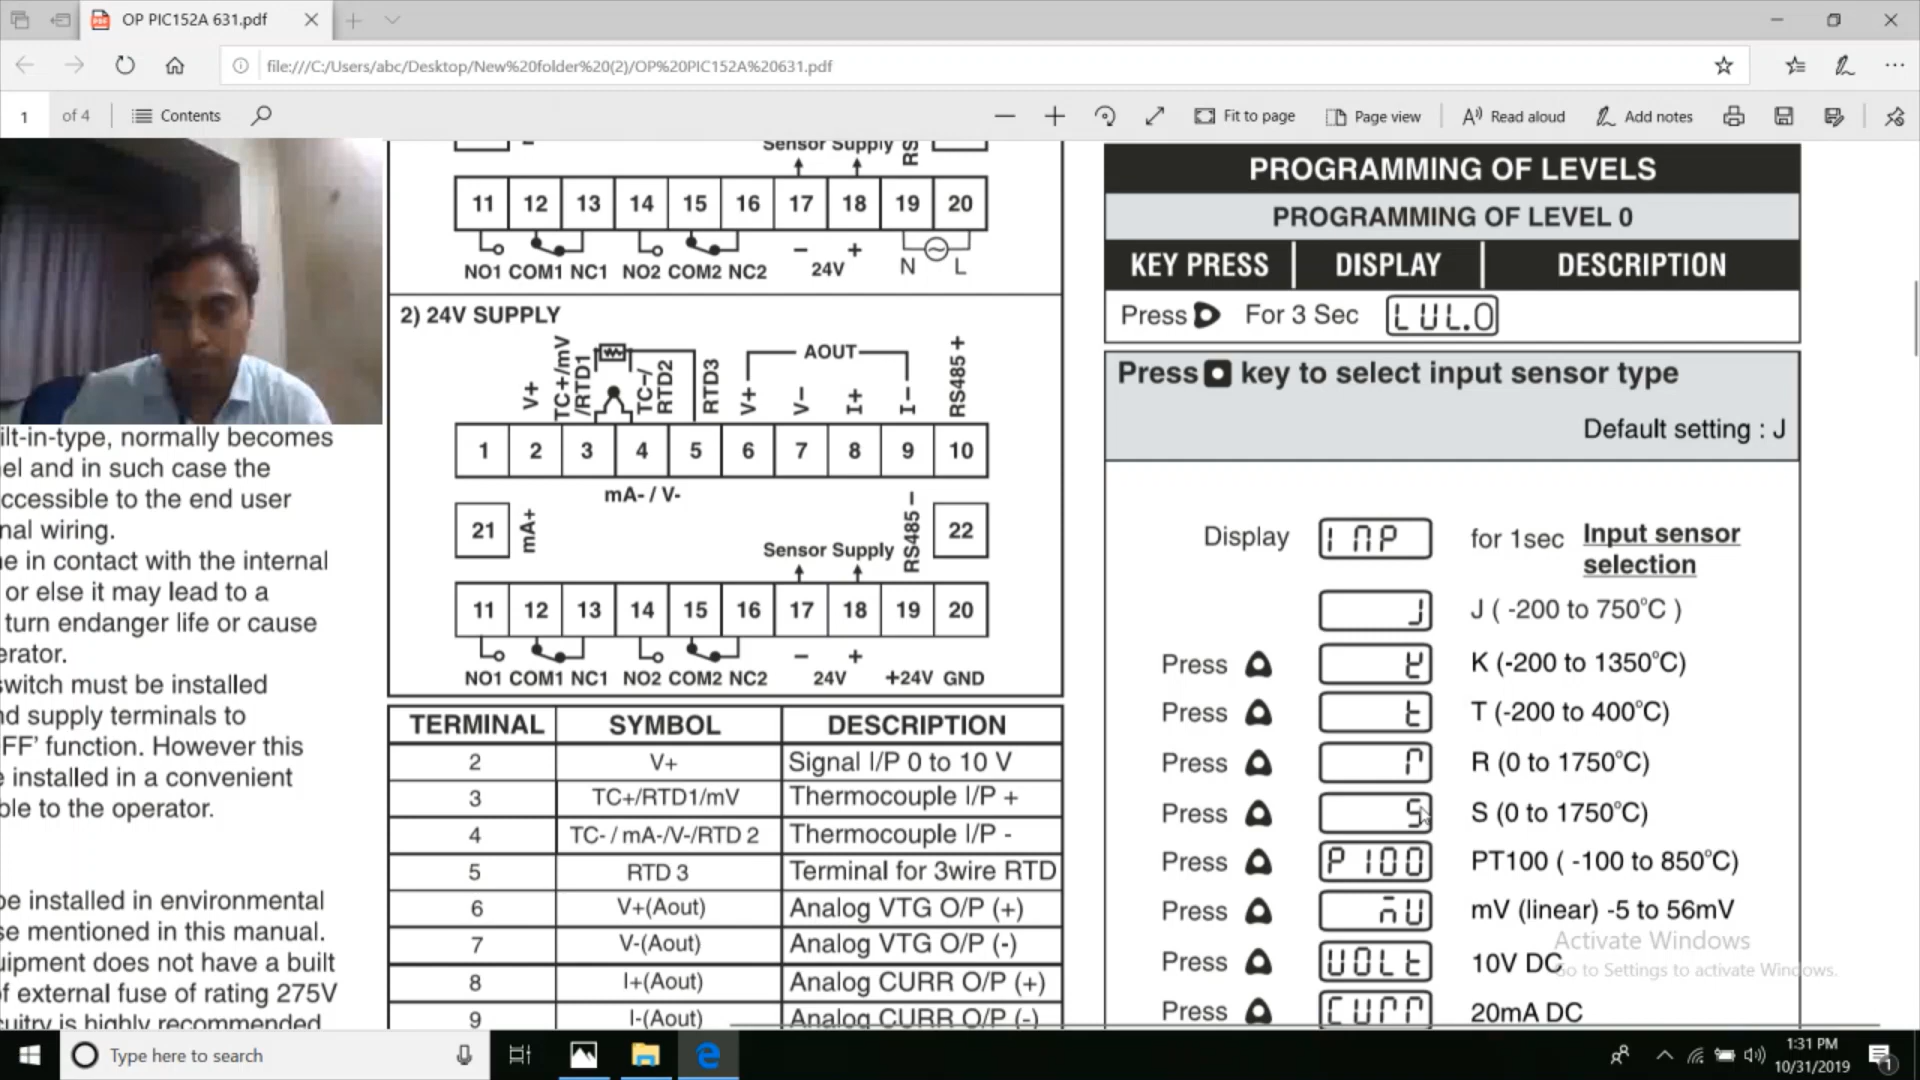 OP PIC152A 631.pdf
file:///C:/Users/abc/Desktop/New%20folder%20(2)/OP%20PIC152A%20631.pdf
1 of 4 Contents Fit to page Page view Read aloud Add notes
ilt-in-type, normally becomes
el and in such case the
ccessible to the end user
nal wiring.
ne in contact with the internal
or else it may lead to a
turn endanger life or cause
erator.
switch must be installed
nd supply terminals to
FF' function. However this
e installed in a convenient
ble to the operator.
be installed in environmental
se mentioned in this manual.
uipment does not have a built
of external fuse of rating 275V
cuitry is highly recommended
Sensor Supply
RS
11 12 13 14 15 16 17 18 19 20
NO1 COM1 NC1 NO2 COM2 NC2 − 24V + N L
2) 24V SUPPLY
V+
TC+/mV
/RTD1
TC−/
RTD2
RTD3
AOUT
V+ V− I+ I−
RS485 +
1 2 3 4 5 6 7 8 9 10
mA- / V-
21 mA+
Sensor Supply
RS485 −
22
11 12 13 14 15 16 17 18 19 20
− +
NO1 COM1 NC1 NO2 COM2 NC2 24V +24V GND
TERMINAL SYMBOL DESCRIPTION
2 V+ Signal I/P 0 to 10 V
3 TC+/RTD1/mV Thermocouple I/P +
4 TC- / mA-/V-/RTD 2 Thermocouple I/P -
5 RTD 3 Terminal for 3wire RTD
6 V+(Aout) Analog VTG O/P (+)
7 V-(Aout) Analog VTG O/P (-)
8 I+(Aout) Analog CURR O/P (+)
9 I-(Aout) Analog CURR O/P (-)
PROGRAMMING OF LEVELS
PROGRAMMING OF LEVEL 0
KEY PRESS DISPLAY DESCRIPTION
Press For 3 Sec LUL.0
Press key to select input sensor type
Default setting : J
Display INP for 1sec Input sensor
selection
J J ( -200 to 750°C )
Press K K (-200 to 1350°C)
Press t T (-200 to 400°C)
Press r R (0 to 1750°C)
Press S S (0 to 1750°C)
Press P100 PT100 ( -100 to 850°C)
Press mU mV (linear) -5 to 56mV
Press UOLt 10V DC
Press CUrr 20mA DC
Activate Windows
Go to Settings to activate Windows.
Type here to search
1:31 PM
10/31/2019
1